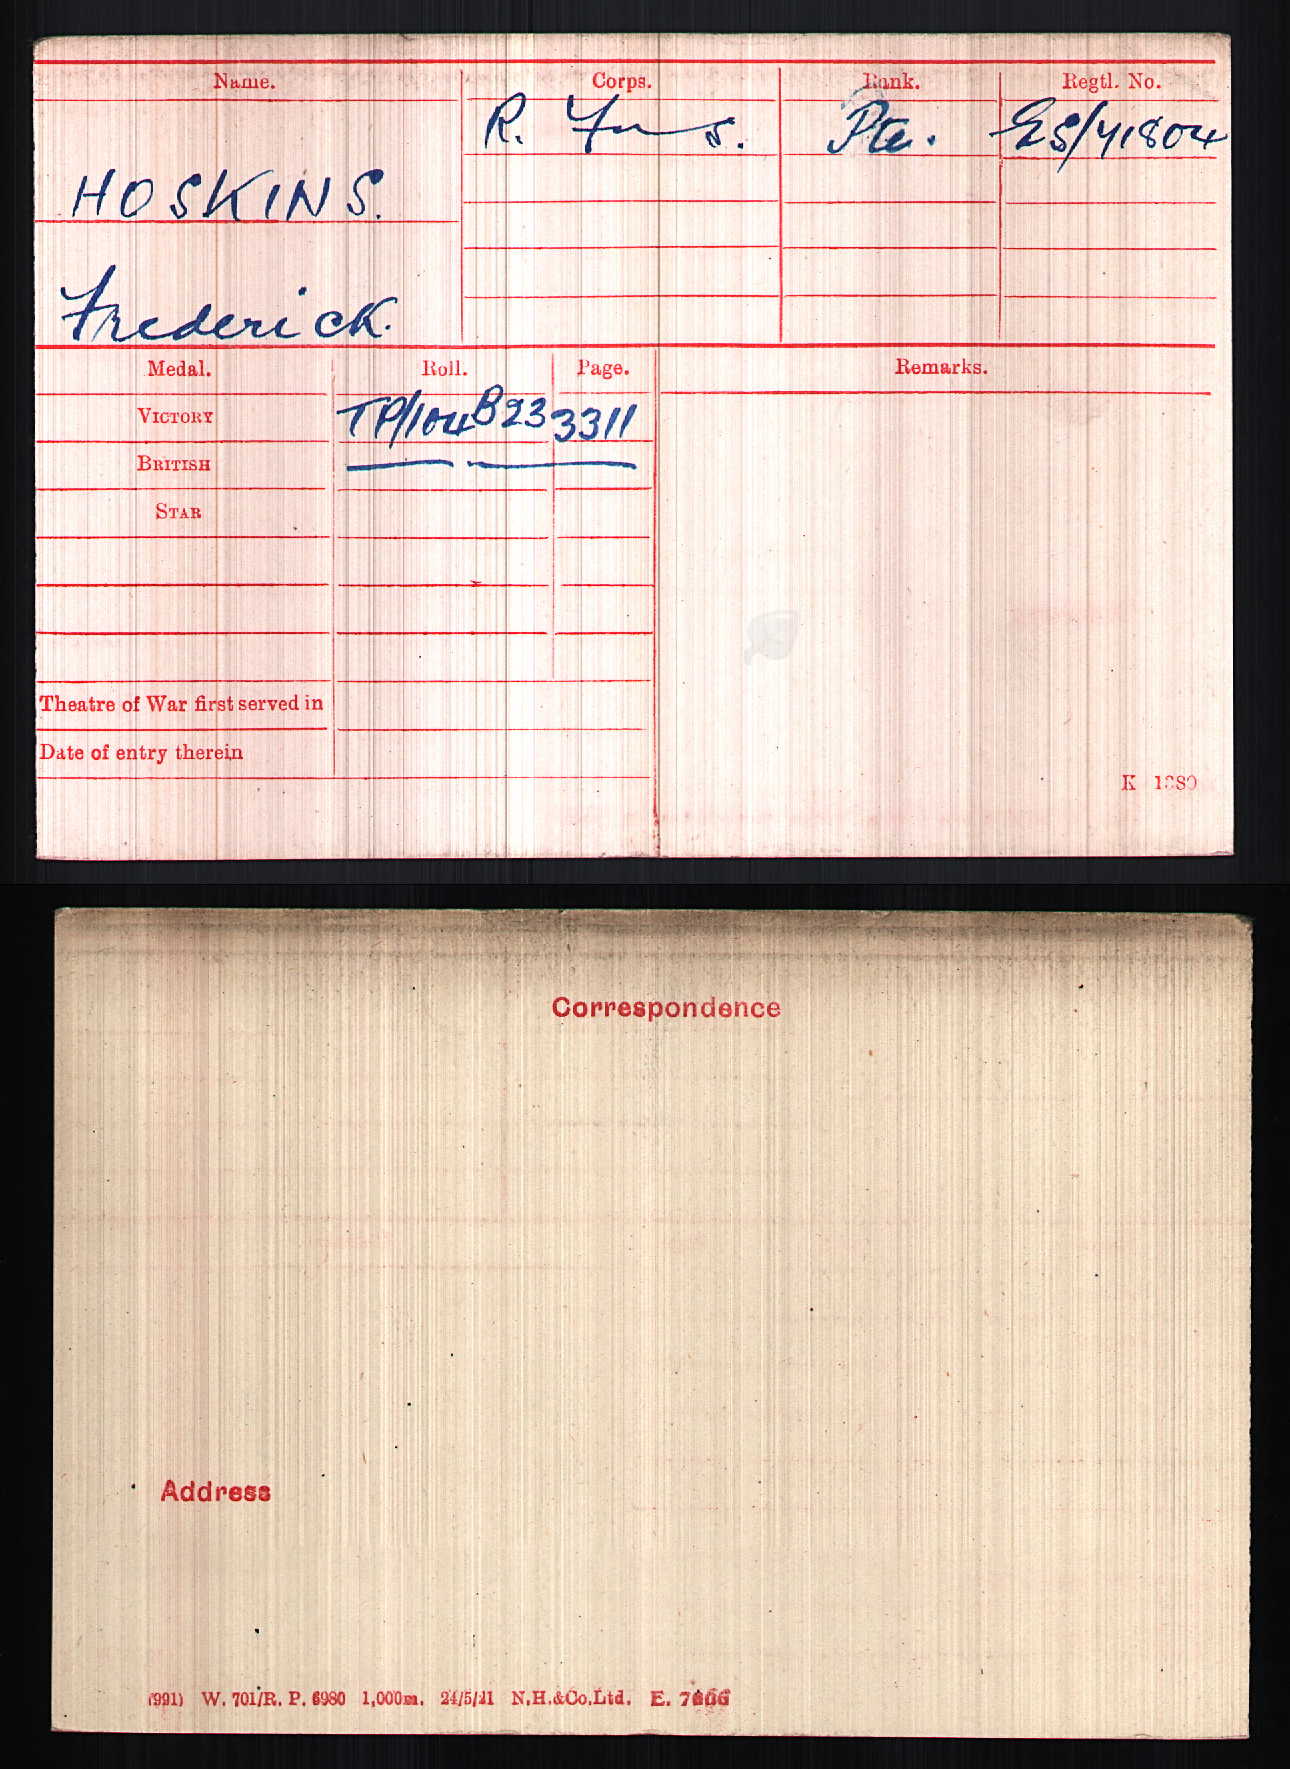 Name. Corps. Rank. Regtl. No.
R. Fus. Pte. GS/71804
HOSKINS.
Frederick.
Medal. Roll. Page. Remarks.
VICTORY TP/104B23 3311
BRITISH
STAR
Theatre of War first served in
Date of entry therein
K 1380
Correspondence
Address
(991) W. 701/R. P. 6980 1,000m. 24/5/21 N.H.&Co.Ltd. E.